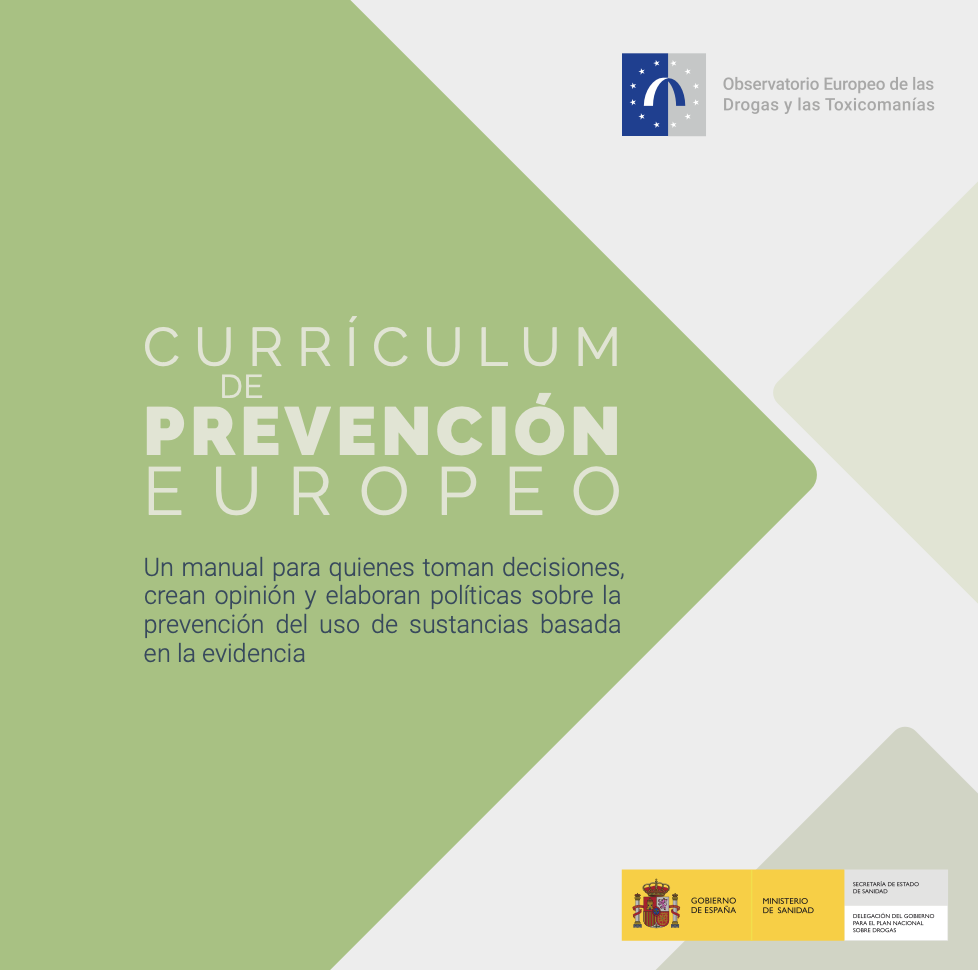 Observatorio Europeo de las
Drogas y las Toxicomanías
CURRÍCULUM
DE
PREVENCIÓN
EUROPEO
Un manual para quienes toman decisiones,
crean opinión y elaboran políticas sobre la
prevención del uso de sustancias basada
en la evidencia
GOBIERNO
DE ESPAÑA
MINISTERIO
DE SANIDAD
SECRETARÍA DE ESTADO
DE SANIDAD
DELEGACIÓN DEL GOBIERNO
PARA EL PLAN NACIONAL
SOBRE DROGAS